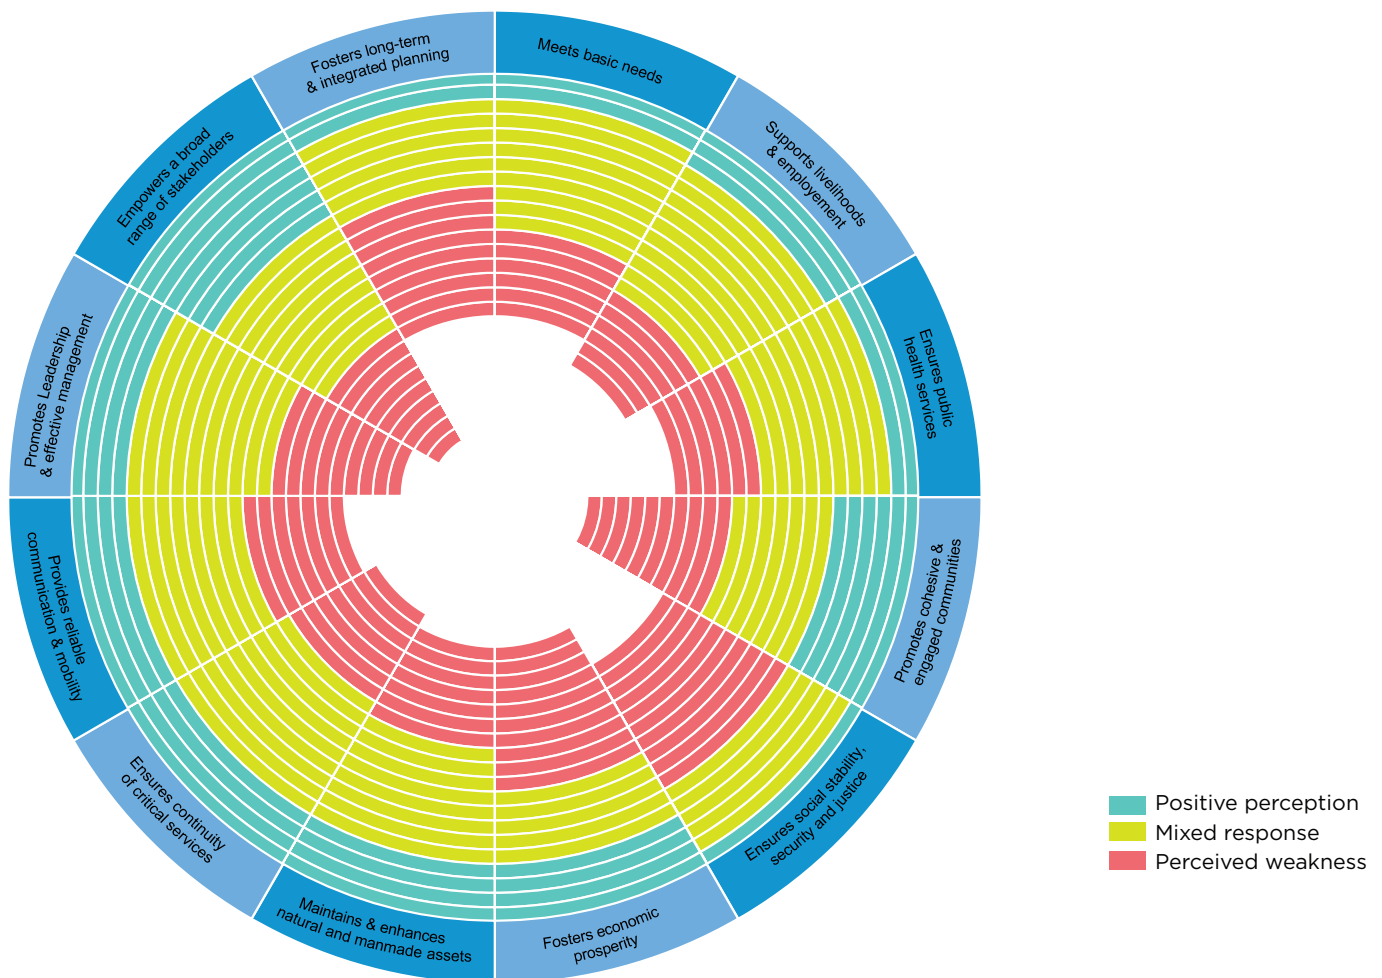 Meets basic needs
Supports livelihoods
& employement
Ensures public
health services
Promotes cohesive &
engaged communities
Ensures social stability,
security and justice
Fosters economic
prosperity
Maintains & enhances
natural and manmade assets
Ensures continuity
of critical services
Provides reliable
communication & mobility
Promotes Leadership
& effective management
Empowers a broad
range of stakeholders
Fosters long-term
& integrated planning
Positive perception
Mixed response
Perceived weakness